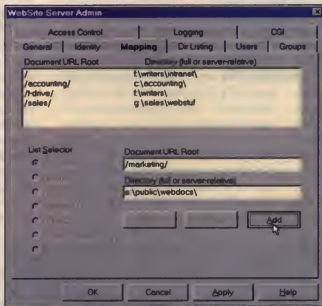 WebSite Server Admin
Access Control Logging CGI
General Identity Mapping Dir Listing Users Groups
Document URL Root Directory (full or server-relative)
/ f:\writers\intranet\
/accounting/ c:\accounting\
/f-drive/ f:\writers\
/sales/ g:\sales\webstuf
List Selector
Document URL Root
/marketing/
Directory (full or server-relative)
e:\public\webdocs\
Add
OK Cancel Apply Help